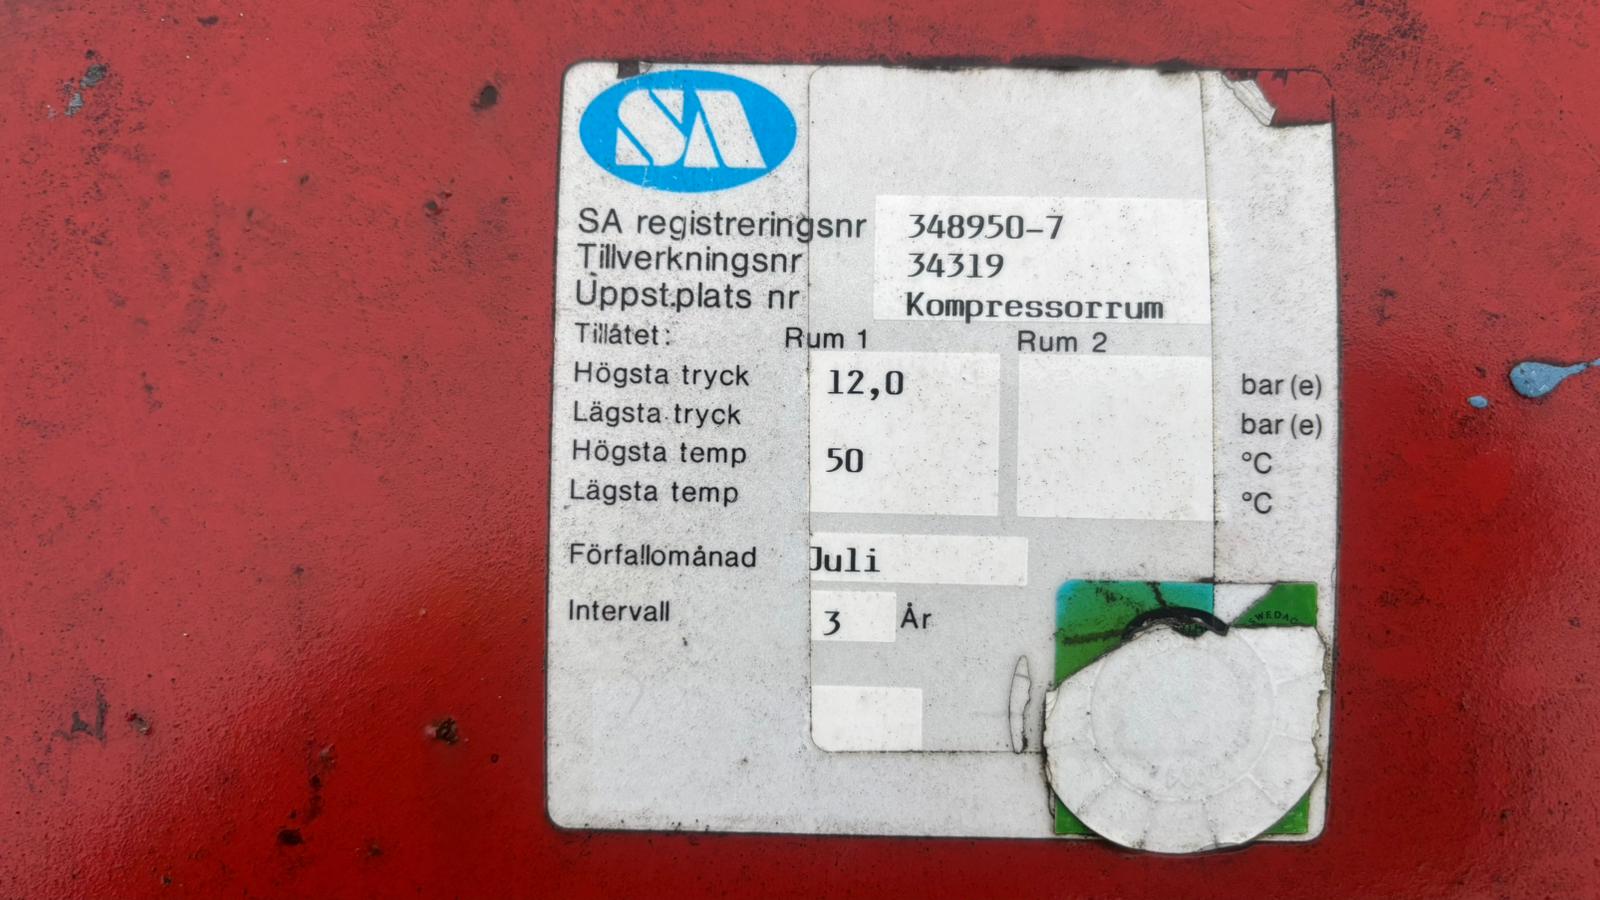 SA
SA registreringsnr 348950-7
Tillverkningsnr 34319
Uppst.plats nr Kompressorrum
Tillåtet: Rum 1 Rum 2
Högsta tryck 12,0 bar (e)
Lägsta tryck bar (e)
Högsta temp 50 °C
Lägsta temp °C
Förfallomånad Juli
Intervall 3 År